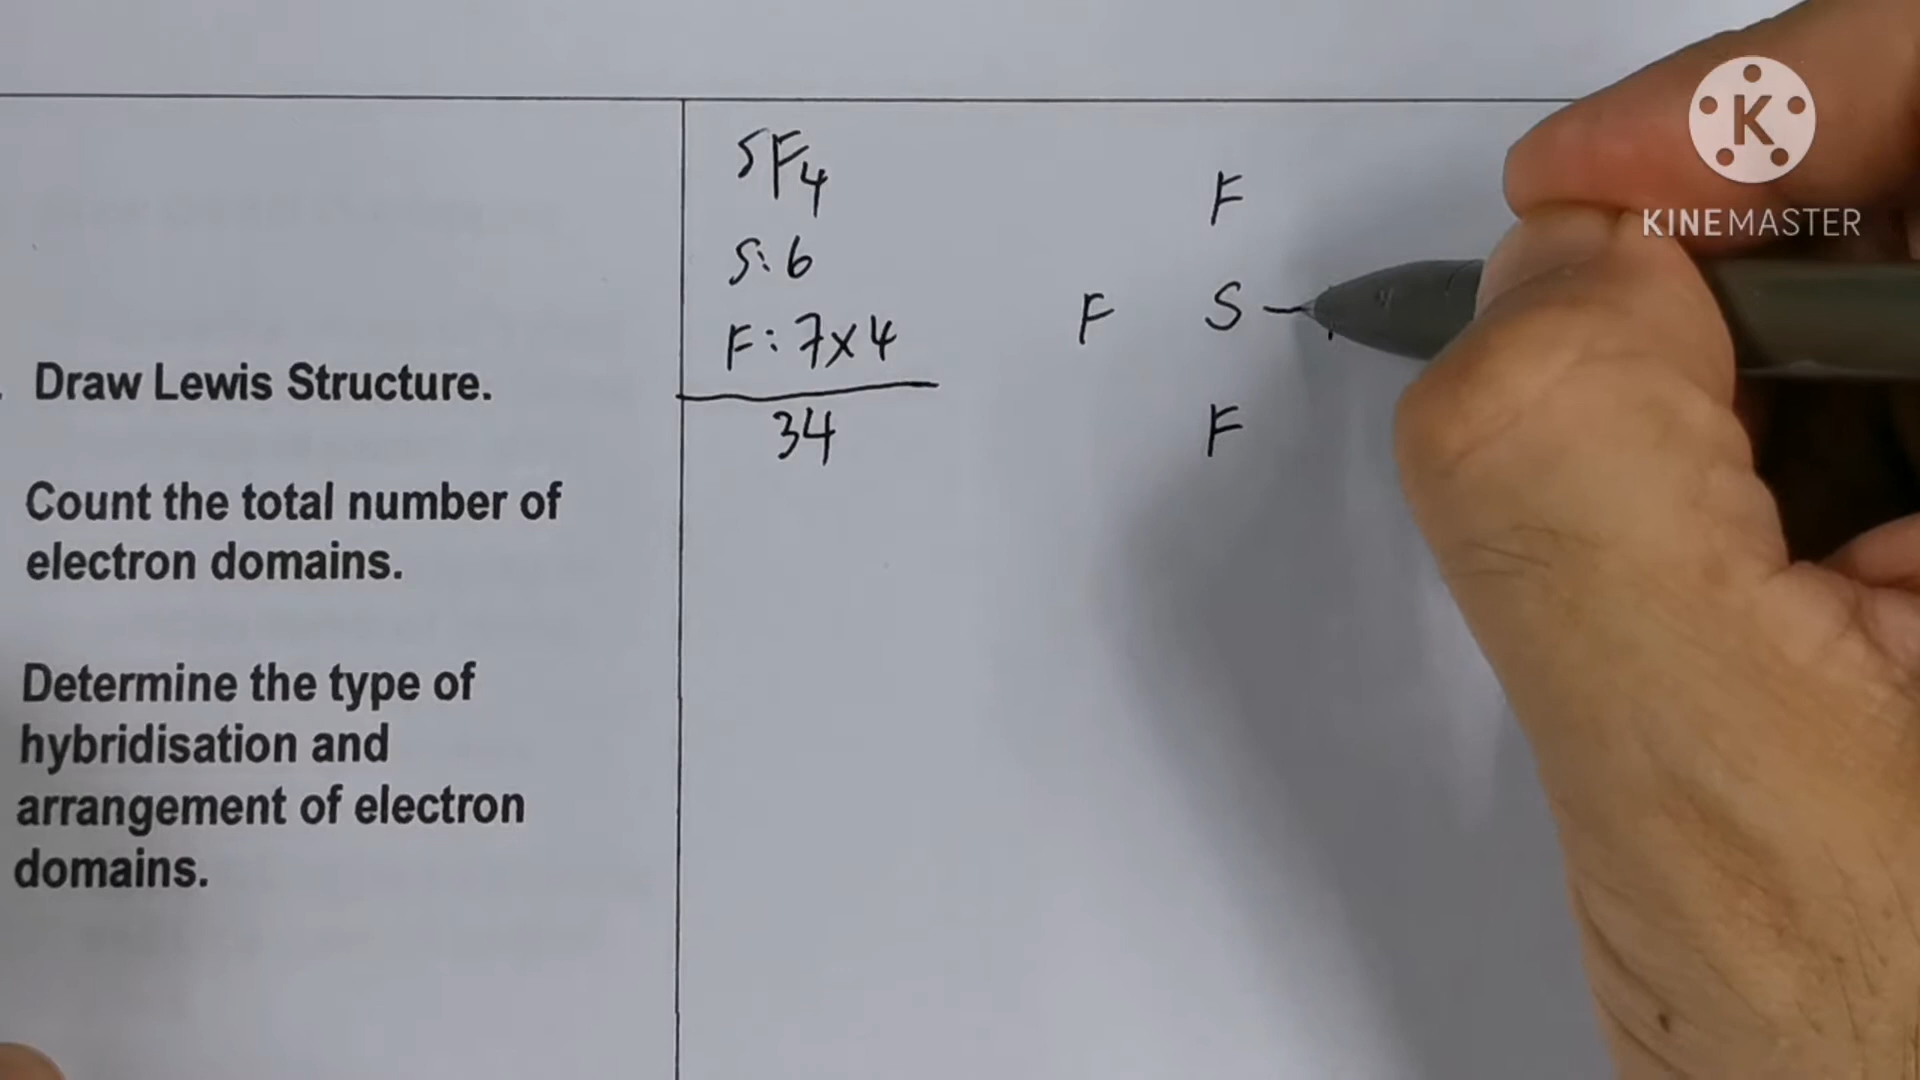 Draw Lewis Structure.
Count the total number of
electron domains.
Determine the type of
hybridisation and
arrangement of electron
domains.
SF4
S: 6
F: 7x4
34
F
F S –
F
K
KINEMASTER